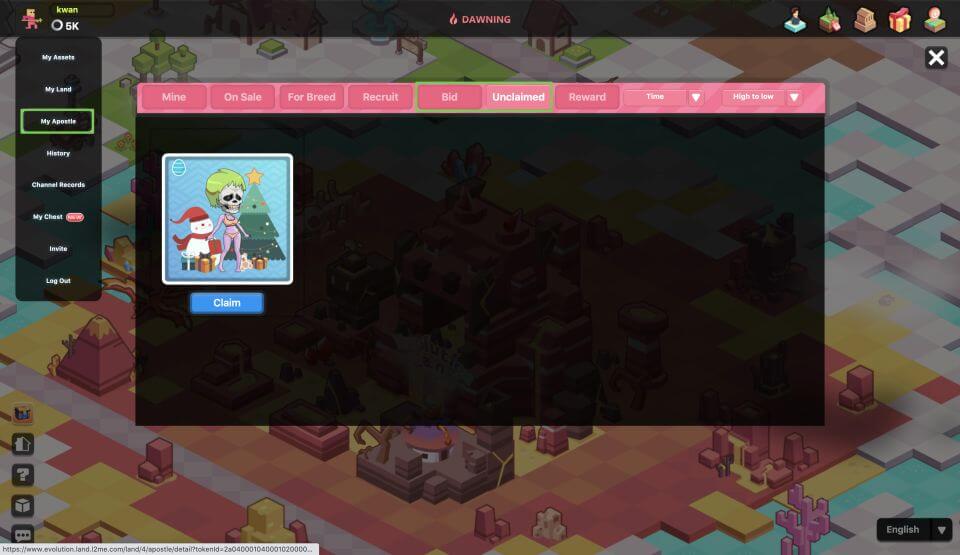 kwan
5K
DAWNING
My Assets
My Land
My Apostle
History
Channel Records
My Chest NEW
Invite
Log Out
Mine
On Sale
For Breed
Recruit
Bid
Unclaimed
Reward
Time
High to low
Claim
English
https://www.evolution.land.l2me.com/land/4/apostle/detail?tokenId=2a040001040001020000...